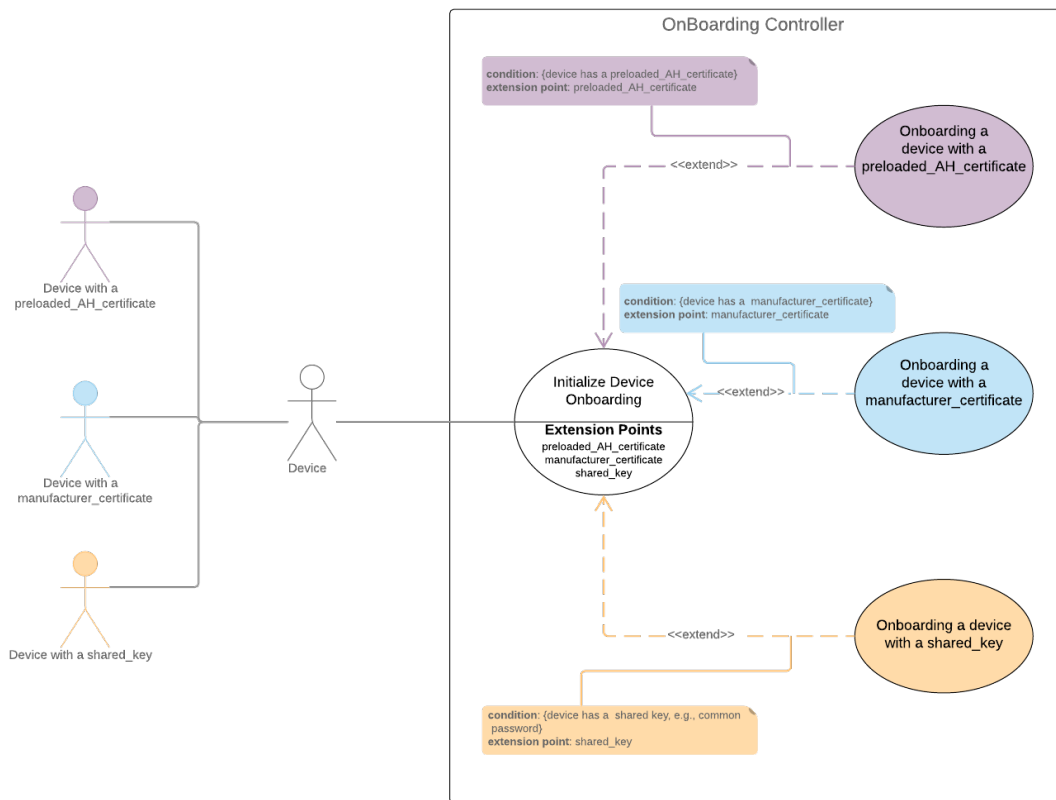 OnBoarding Controller
condition: {device has a preloaded_AH_certificate}
extension point: preloaded_AH_certificate
Onboarding a
device with a
preloaded_AH_certificate
<<extend>>
Device with a
preloaded_AH_certificate
condition: {device has a  manufacturer_certificate}
extension point: manufacturer_certificate
Onboarding a
device with a
manufacturer_certificate
<<extend>>
Initialize Device
Onboarding
Extension Points
preloaded_AH_certificate
manufacturer_certificate
shared_key
Device
Device with a
manufacturer_certificate
Onboarding a device
with a shared_key
<<extend>>
Device with a shared_key
condition: {device has a  shared key, e.g., common
password}
extension point: shared_key